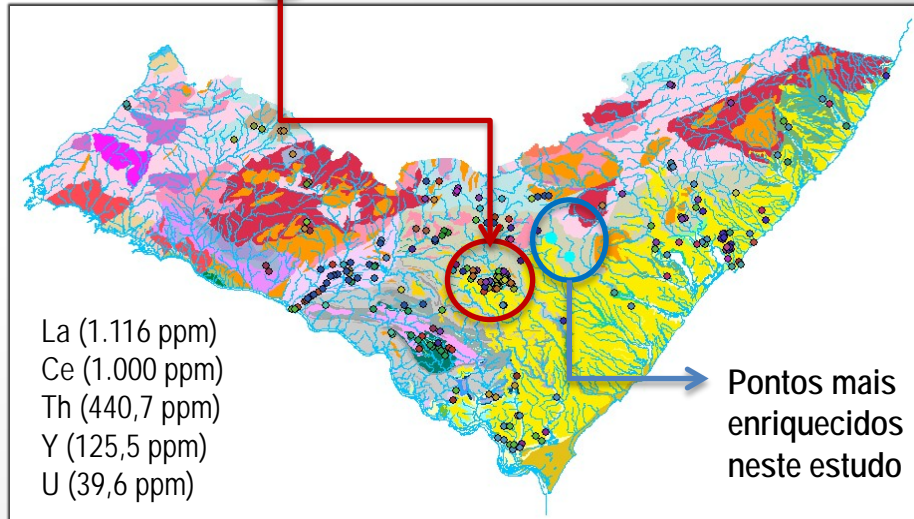 La (1.116 ppm)
Ce (1.000 ppm)
Th (440,7 ppm)
Y (125,5 ppm)
U (39,6 ppm)
Pontos mais
enriquecidos
neste estudo